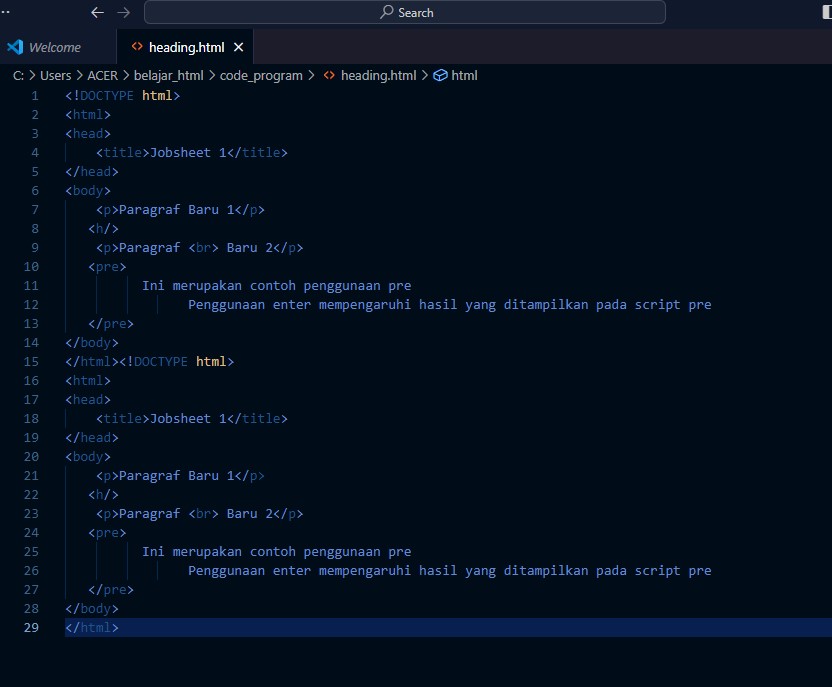 Search
Welcome
heading.html
C: > Users > ACER > belajar_html > code_program > <> heading.html > html
1 <!DOCTYPE html>
2 <html>
3 <head>
4     <title>Jobsheet 1</title>
5 </head>
6 <body>
7     <p>Paragraf Baru 1</p>
8    <h/>
9     <p>Paragraf <br> Baru 2</p>
10    <pre>
11           Ini merupakan contoh penggunaan pre
12                 Penggunaan enter mempengaruhi hasil yang ditampilkan pada script pre
13    </pre>
14 </body>
15 </html><!DOCTYPE html>
16 <html>
17 <head>
18     <title>Jobsheet 1</title>
19 </head>
20 <body>
21     <p>Paragraf Baru 1</p>
22    <h/>
23     <p>Paragraf <br> Baru 2</p>
24    <pre>
25           Ini merupakan contoh penggunaan pre
26                 Penggunaan enter mempengaruhi hasil yang ditampilkan pada script pre
27    </pre>
28 </body>
29 </html>